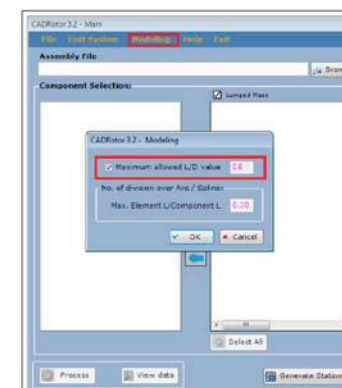 CADRotor 3.2 - Main
File Unit System Modeling Help Exit
Assembly File
Brow
Component Selection:
Lumped Mass
CADRotor 3.2 - Modeling
Maximum allowed L/D value 0.6
No. of division over Arc / Spline:
Max. Element L/Component L 0.10
OK Cancel
Select All
Process View data Generate Station